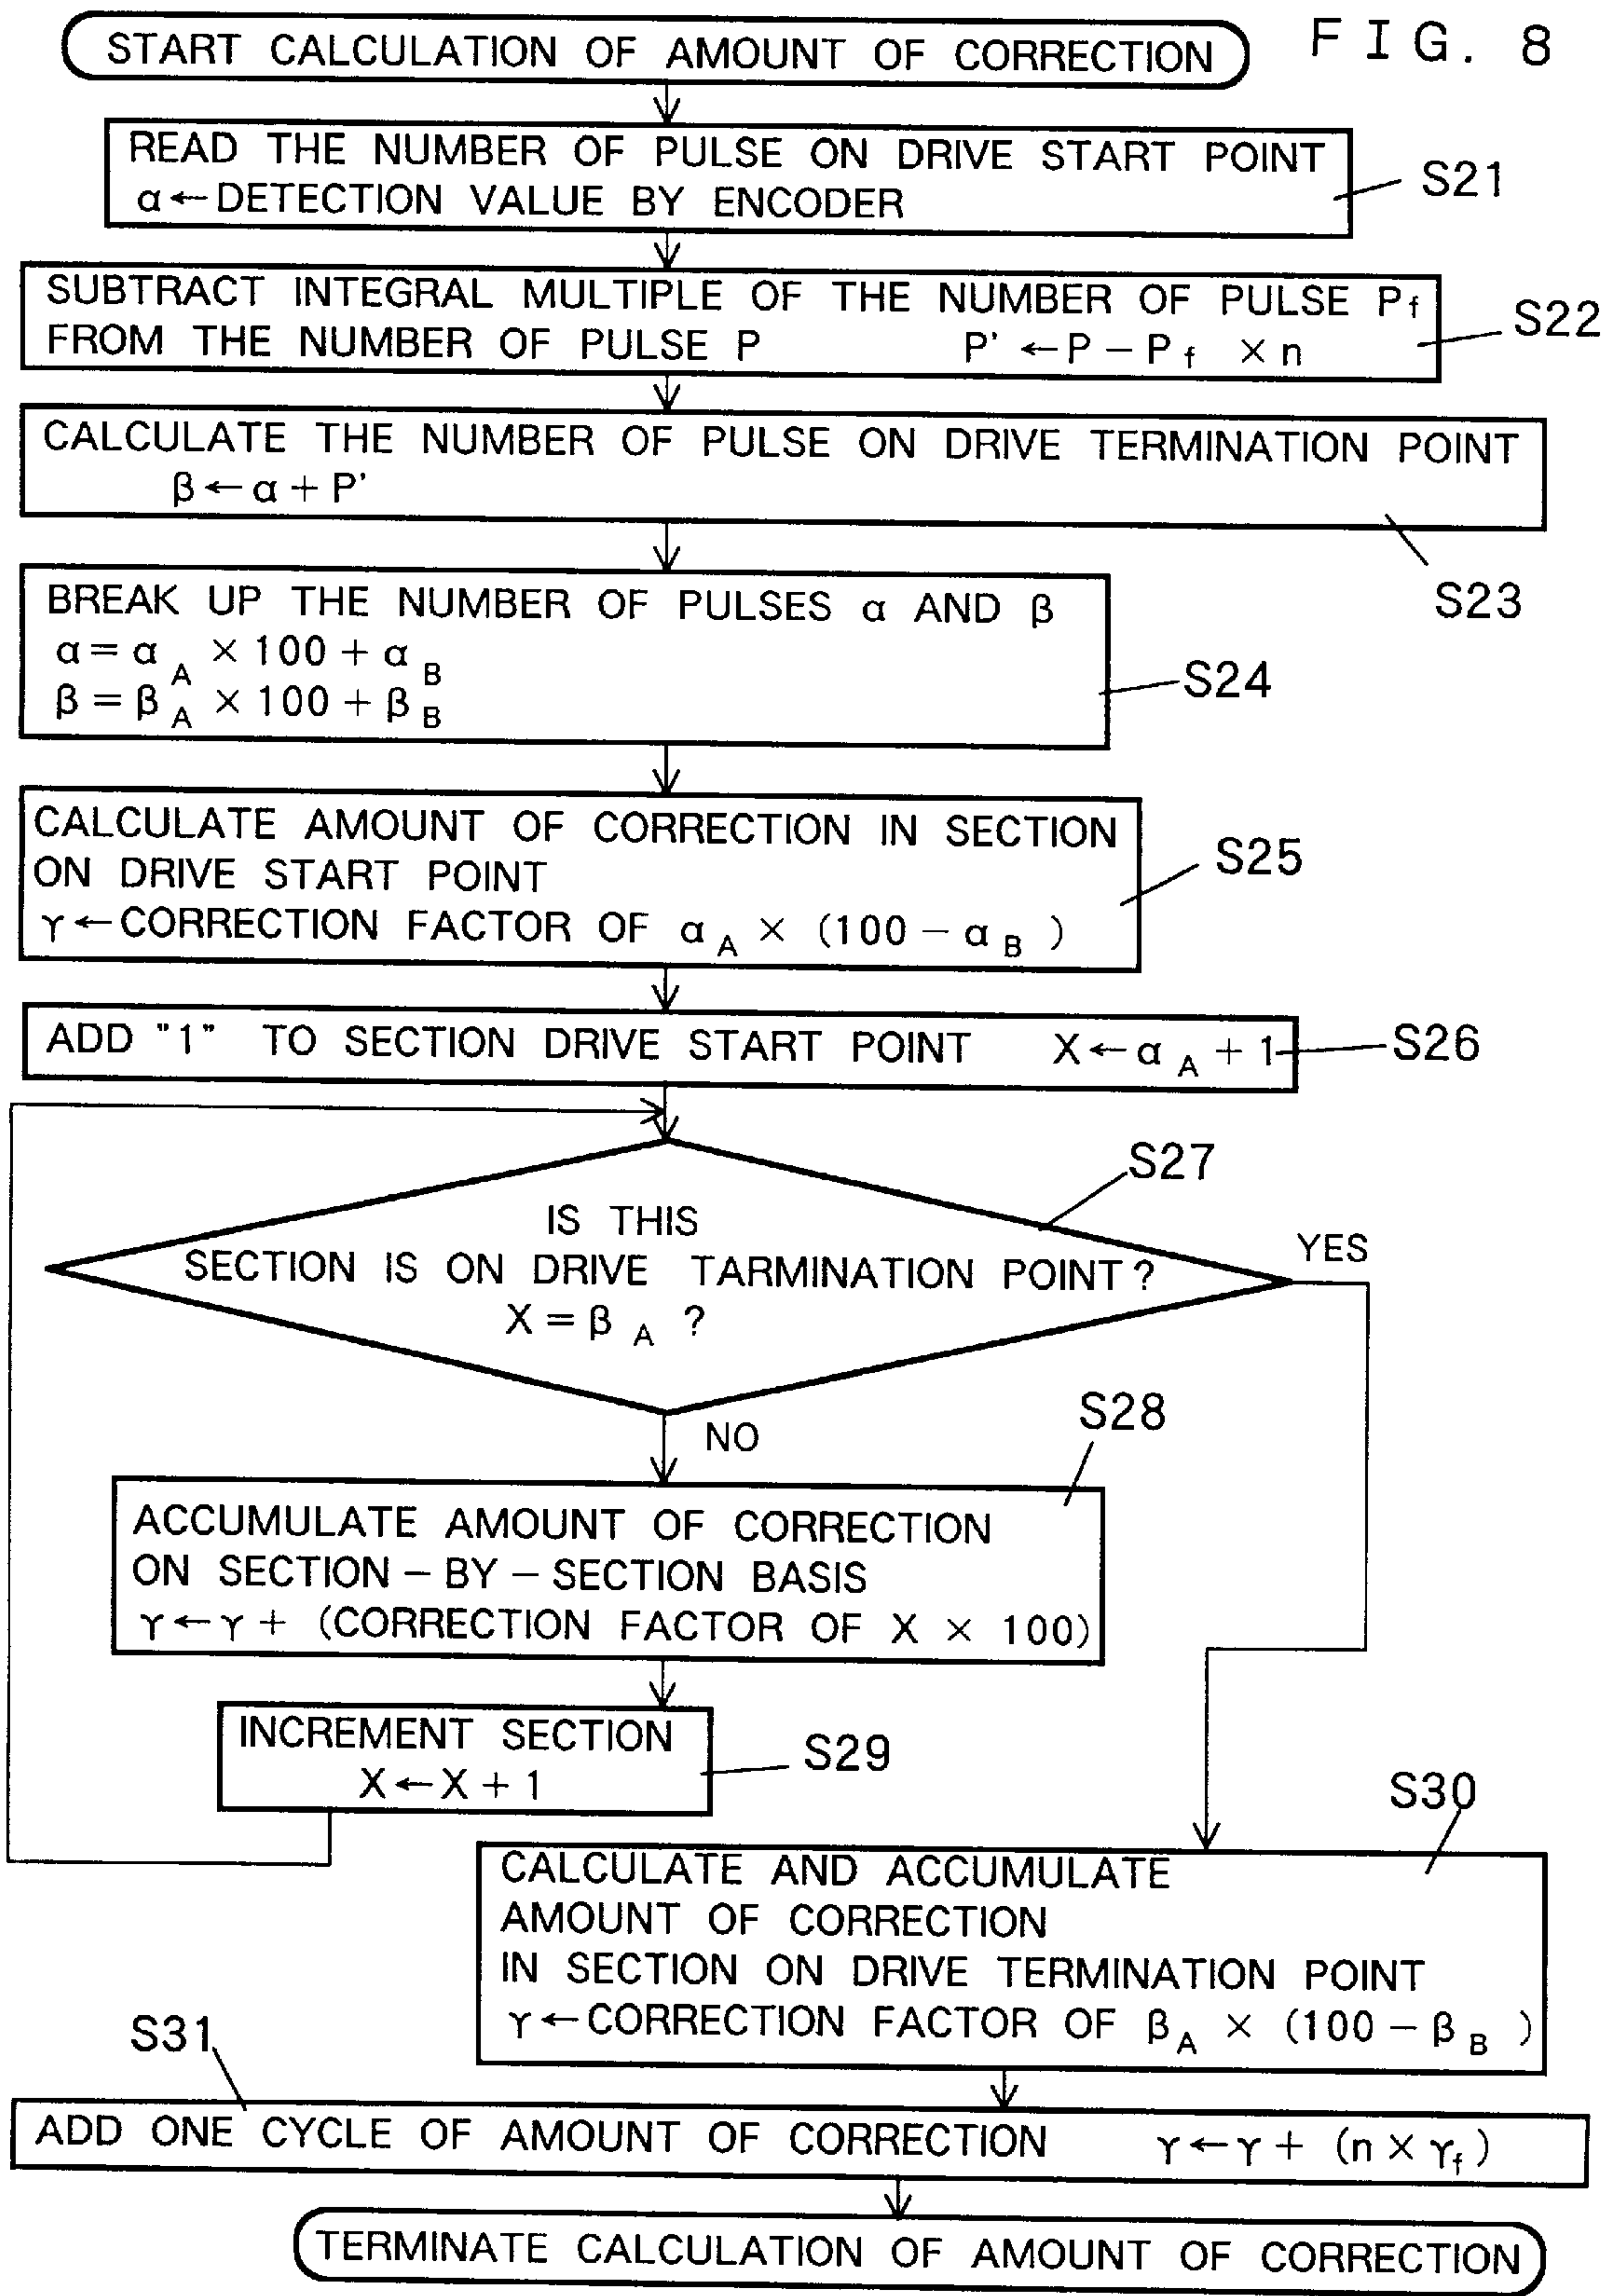 START CALCULATION OF AMOUNT OF CORRECTION
FIG. 8
READ THE NUMBER OF PULSE ON DRIVE START POINT
α←DETECTION VALUE BY ENCODER
S21
SUBTRACT INTEGRAL MULTIPLE OF THE NUMBER OF PULSE Pf
FROM THE NUMBER OF PULSE P P' ←P－Pf ×n
S22
CALCULATE THE NUMBER OF PULSE ON DRIVE TERMINATION POINT
β←α+P'
S23
BREAK UP THE NUMBER OF PULSES α AND β
α=αA ×100+αB
β=βA ×100+βB
S24
CALCULATE AMOUNT OF CORRECTION IN SECTION
ON DRIVE START POINT
γ←CORRECTION FACTOR OF αA × (100－αB )
S25
ADD "1" TO SECTION DRIVE START POINT X←αA +1
S26
S27
IS THIS
SECTION IS ON DRIVE TARMINATION POINT?
X=βA ?
YES
NO
S28
ACCUMULATE AMOUNT OF CORRECTION
ON SECTION－BY－SECTION BASIS
γ←γ+ (CORRECTION FACTOR OF X × 100)
INCREMENT SECTION
X←X+1
S29
S30
CALCULATE AND ACCUMULATE
AMOUNT OF CORRECTION
IN SECTION ON DRIVE TERMINATION POINT
γ←CORRECTION FACTOR OF βA × (100－βB )
S31
ADD ONE CYCLE OF AMOUNT OF CORRECTION γ←γ+ (n×γf)
TERMINATE CALCULATION OF AMOUNT OF CORRECTION